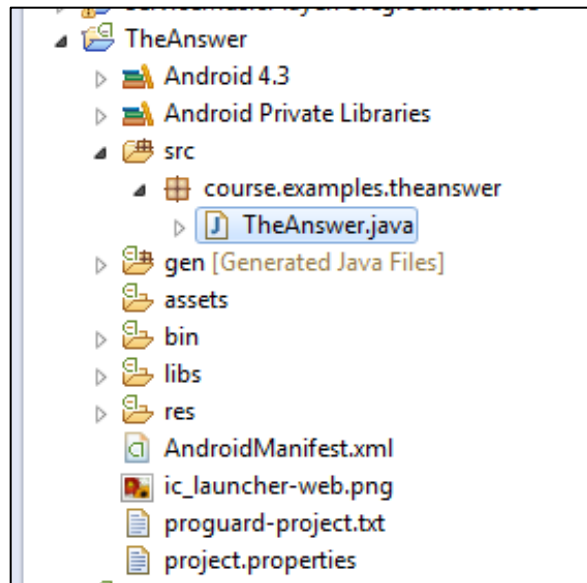 TheAnswer
Android 4.3
Android Private Libraries
src
course.examples.theanswer
TheAnswer.java
gen [Generated Java Files]
assets
bin
libs
res
AndroidManifest.xml
ic_launcher-web.png
proguard-project.txt
project.properties